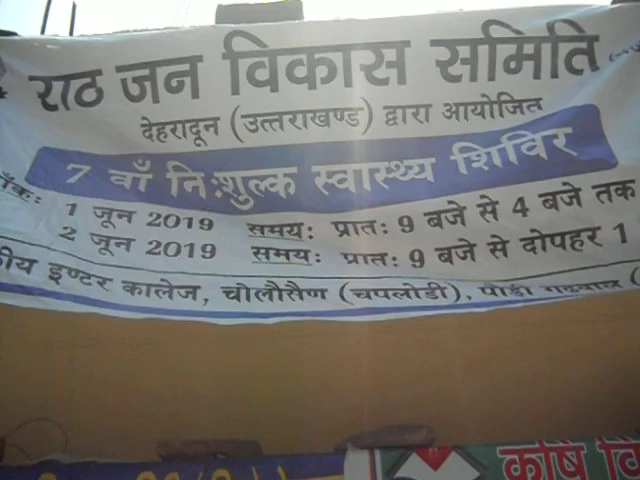 राठ जन विकास समिति
देहरादून (उत्तराखण्ड) द्वारा आयोजित
7 वाँ निःशुल्क स्वास्थ्य शिविर
1 जून 2019 समयः प्रातः 9 बजे से 4 बजे तक
2 जून 2019 समयः प्रातः 9 बजे से दोपहर 1
इण्टर कालेज, चोलौसैण (चपलोडी), पौड़ी गढ़वाल (
कृषि